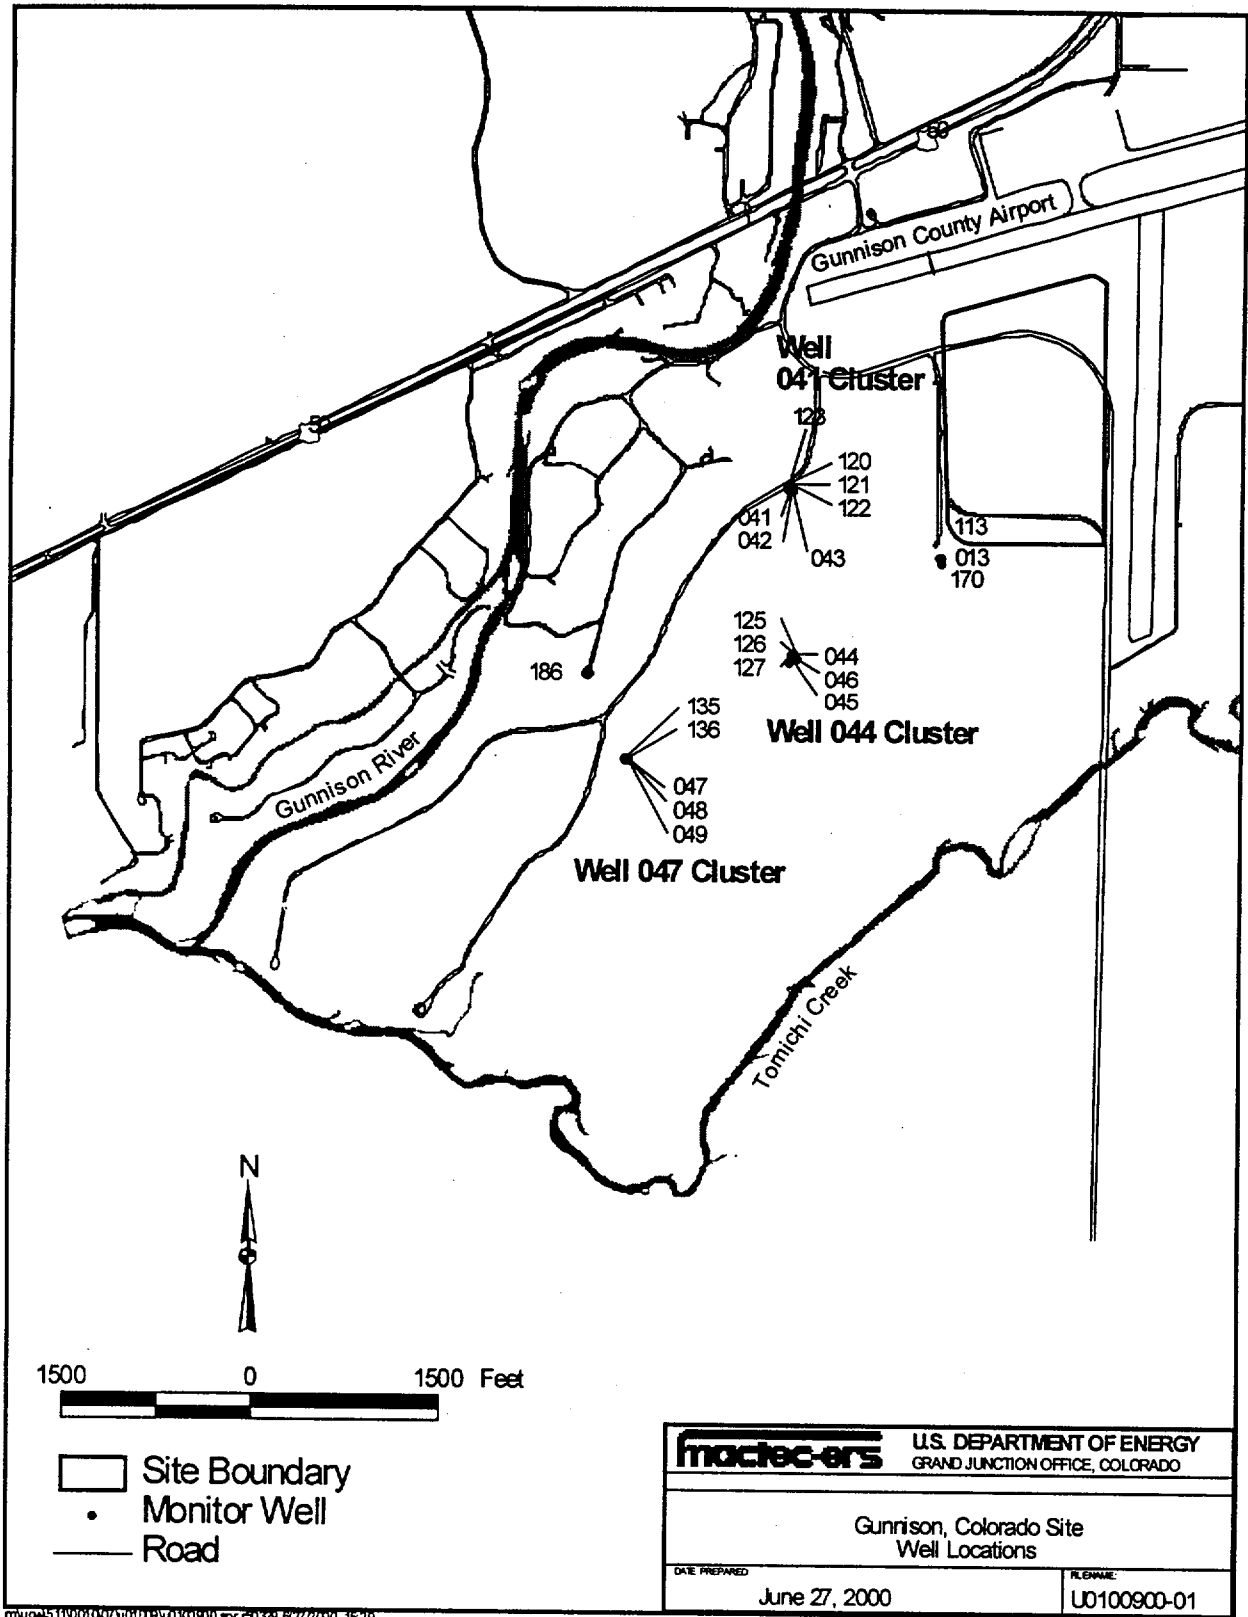 50
Gunnison County Airport
Well
041 Cluster
123
120
121
122
041
042
043
113
013
170
125
126
127
044
046
045
186
135
136
Well 044 Cluster
047
048
049
Well 047 Cluster
Gunnison River
Tomichi Creek
N
1500 0 1500 Feet
Site Boundary
Monitor Well
Road
mactec-ers
U.S. DEPARTMENT OF ENERGY
GRAND JUNCTION OFFICE, COLORADO
Gunnison, Colorado Site
Well Locations
DATE PREPARED
June 27, 2000
FILENAME:
U0100900-01